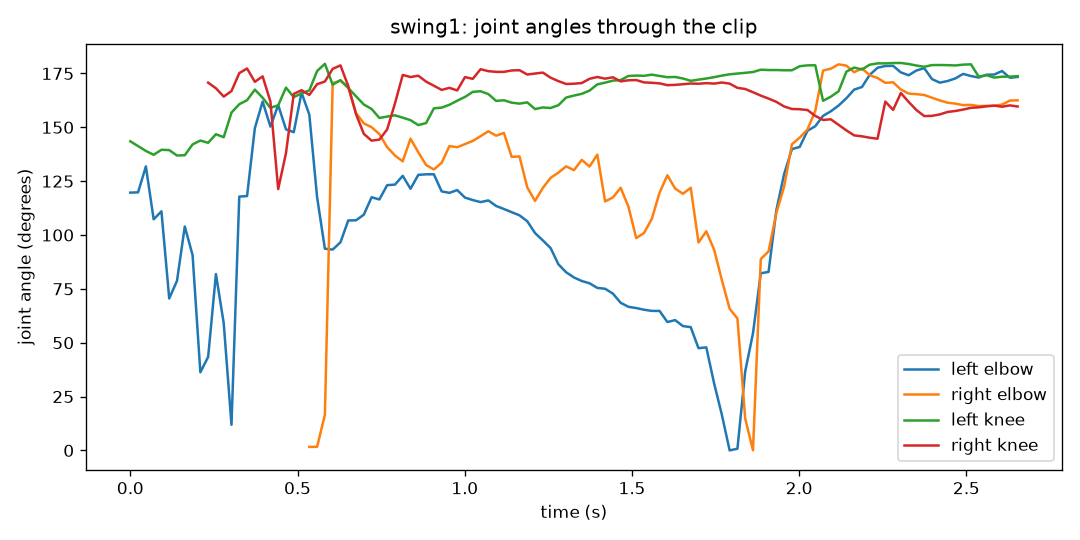 swing1: joint angles through the clip
joint angle (degrees)
175
150
125
100
75
50
25
0
left elbow
right elbow
left knee
right knee
0.0 0.5 1.0 1.5 2.0 2.5
time (s)